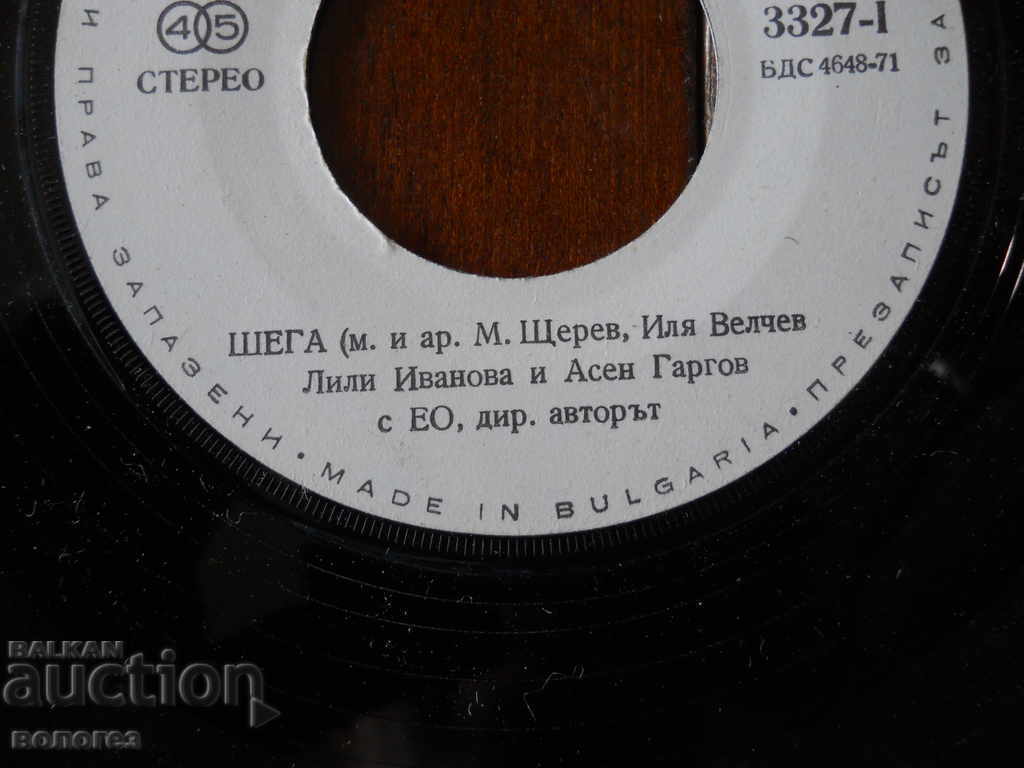 45
СТЕРЕО
3327-I
БДС 4648-71
ШЕГА (м. и ар. М. Щерев, Иля Велчев
Лили Иванова и Асен Гаргов
с ЕО, дир. авторът
И ПРАВА ЗАПАЗЕНИ • MADE IN BULGARIA • ПРЕЗАПИСЪТ ЗА
BALKAN
auction
вологез